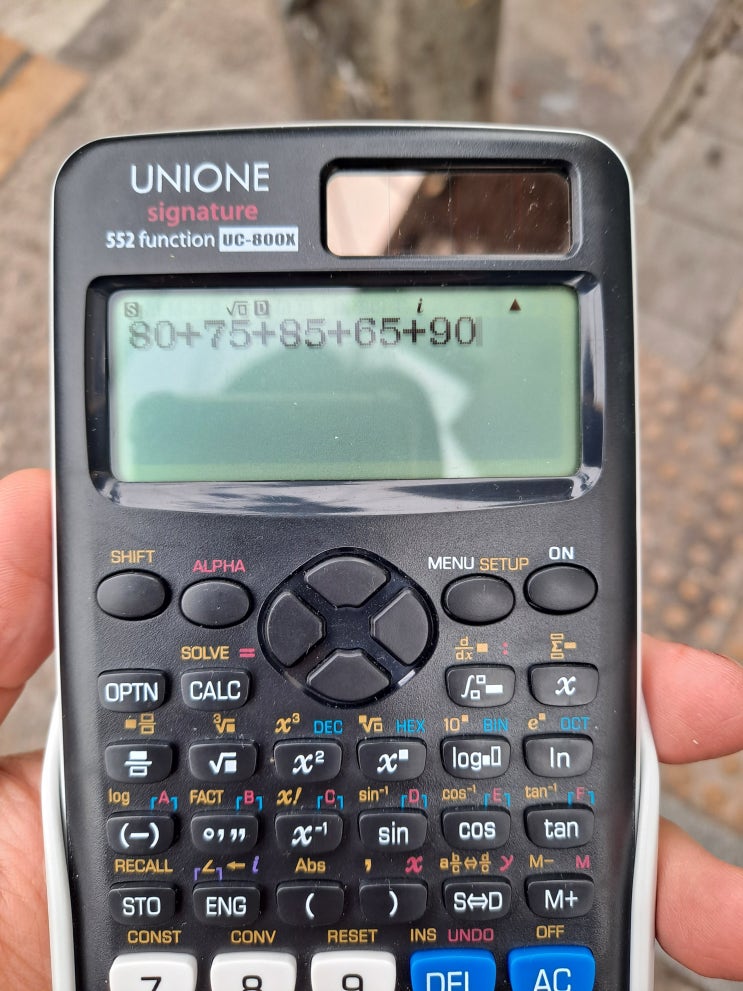 UNIONE
signature
552 function UC-800X
S √ D i ▲
80+75+85+65+90
SHIFT ALPHA MENU SETUP ON
SOLVE = d/dx :
OPTN CALC x
x³ DEC HEX 10 BIN e OCT
x² log ln
log A FACT B x! C sin⁻¹ D cos⁻¹ E tan⁻¹ F
(−) °,,, x⁻¹ sin cos tan
RECALL ∠ ← i Abs , x a b/c⇔d/c y M− M
STO ENG ( ) S⇔D M+
CONST CONV RESET INS UNDO OFF
7 8 9 DEL AC